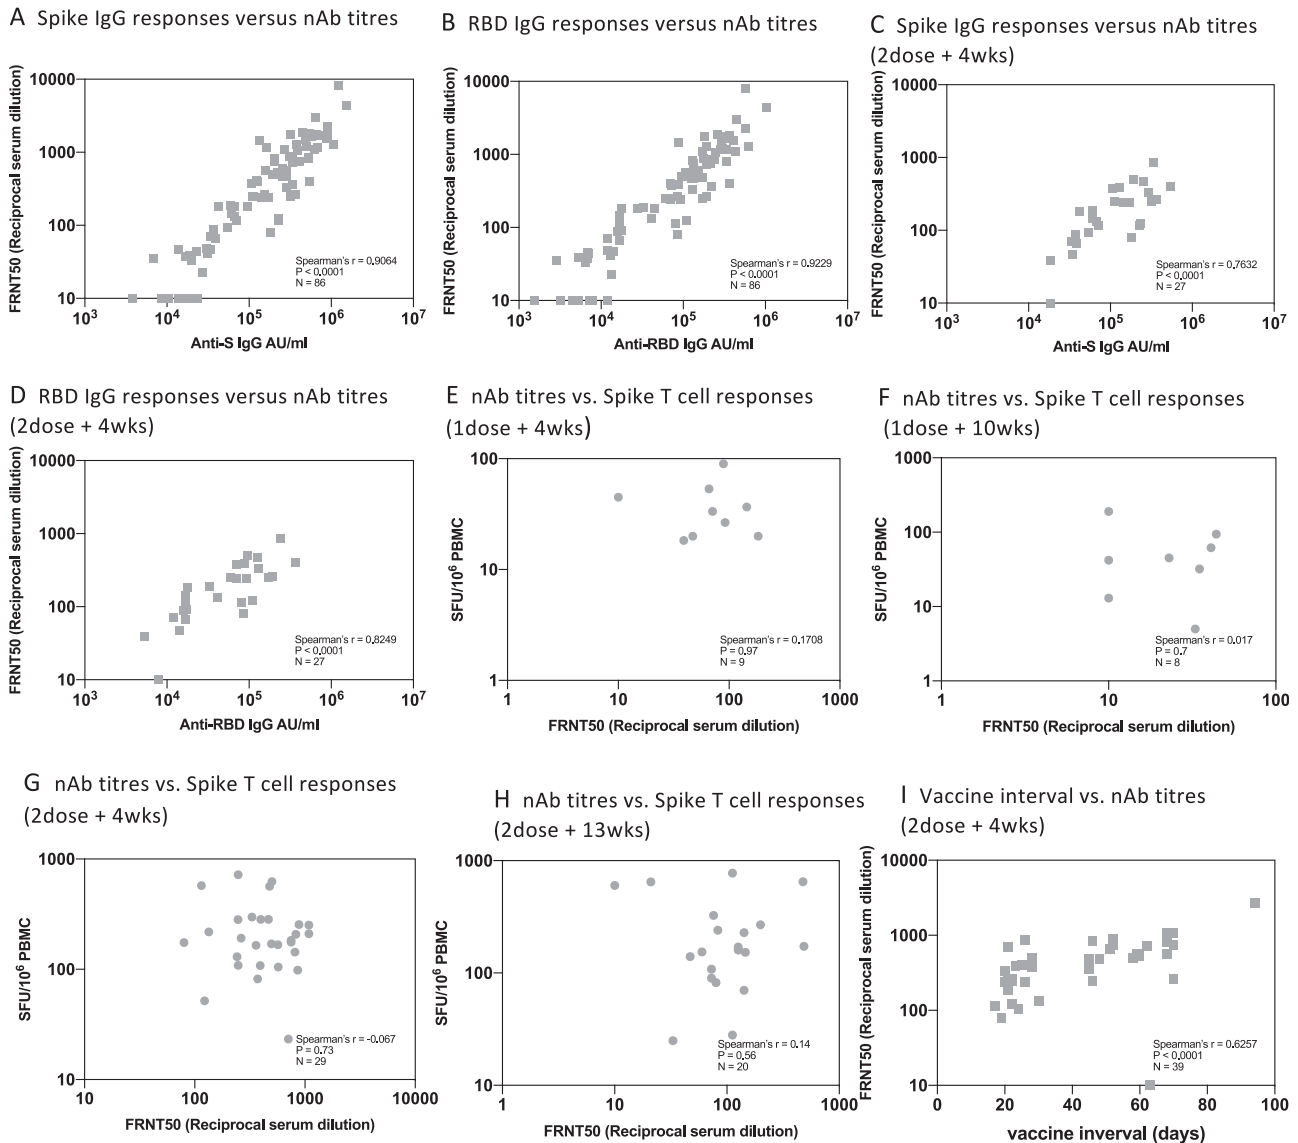 A Spike IgG responses versus nAb titres
FRNT50 (Reciprocal serum dilution)
10000
1000
100
10
10³ 10⁴ 10⁵ 10⁶ 10⁷
Spearman's r = 0.9064
P < 0.0001
N = 86
Anti-S IgG AU/ml
B RBD IgG responses versus nAb titres
FRNT50 (Reciprocal serum dilution)
10000
1000
100
10
10³ 10⁴ 10⁵ 10⁶ 10⁷
Spearman's r = 0.9229
P < 0.0001
N = 86
Anti-RBD IgG AU/ml
C Spike IgG responses versus nAb titres
(2dose + 4wks)
FRNT50 (Reciprocal serum dilution)
10000
1000
100
10
10³ 10⁴ 10⁵ 10⁶ 10⁷
Spearman's r = 0.7632
P < 0.0001
N = 27
Anti-S IgG AU/ml
D RBD IgG responses versus nAb titres
(2dose + 4wks)
FRNT50 (Reciprocal serum dilution)
10000
1000
100
10
10³ 10⁴ 10⁵ 10⁶ 10⁷
Spearman's r = 0.8249
P < 0.0001
N = 27
Anti-RBD IgG AU/ml
E nAb titres vs. Spike T cell responses
(1dose + 4wks)
SFU/10⁶ PBMC
100
10
1
1 10 100 1000
Spearman's r = 0.1708
P = 0.97
N = 9
FRNT50 (Reciprocal serum dilution)
F nAb titres vs. Spike T cell responses
(1dose + 10wks)
SFU/10⁶ PBMC
1000
100
10
1
1 10 100
Spearman's r = 0.017
P = 0.7
N = 8
FRNT50 (Reciprocal serum dilution)
G nAb titres vs. Spike T cell responses
(2dose + 4wks)
SFU/10⁶ PBMC
1000
100
10
10 100 1000 10000
Spearman's r = -0.067
P = 0.73
N = 29
FRNT50 (Reciprocal serum dilution)
H nAb titres vs. Spike T cell responses
(2dose + 13wks)
SFU/10⁶ PBMC
1000
100
10
1 10 100 1000
Spearman's r = 0.14
P = 0.56
N = 20
FRNT50 (Reciprocal serum dilution)
I Vaccine interval vs. nAb titres
(2dose + 4wks)
FRNT50 (Reciprocal serum dilution)
10000
1000
100
10
0 20 40 60 80 100
Spearman's r = 0.6257
P < 0.0001
N = 39
vaccine inverval (days)